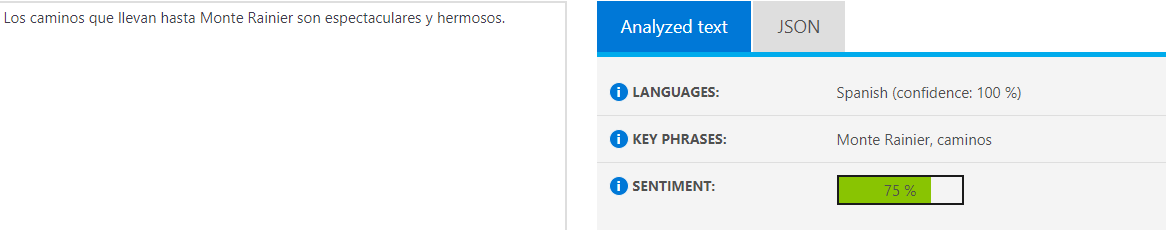 Los caminos que llevan hasta Monte Rainier son espectaculares y hermosos.
Analyzed text
JSON
i LANGUAGES: Spanish (confidence: 100 %)
i KEY PHRASES: Monte Rainier, caminos
i SENTIMENT: 75 %